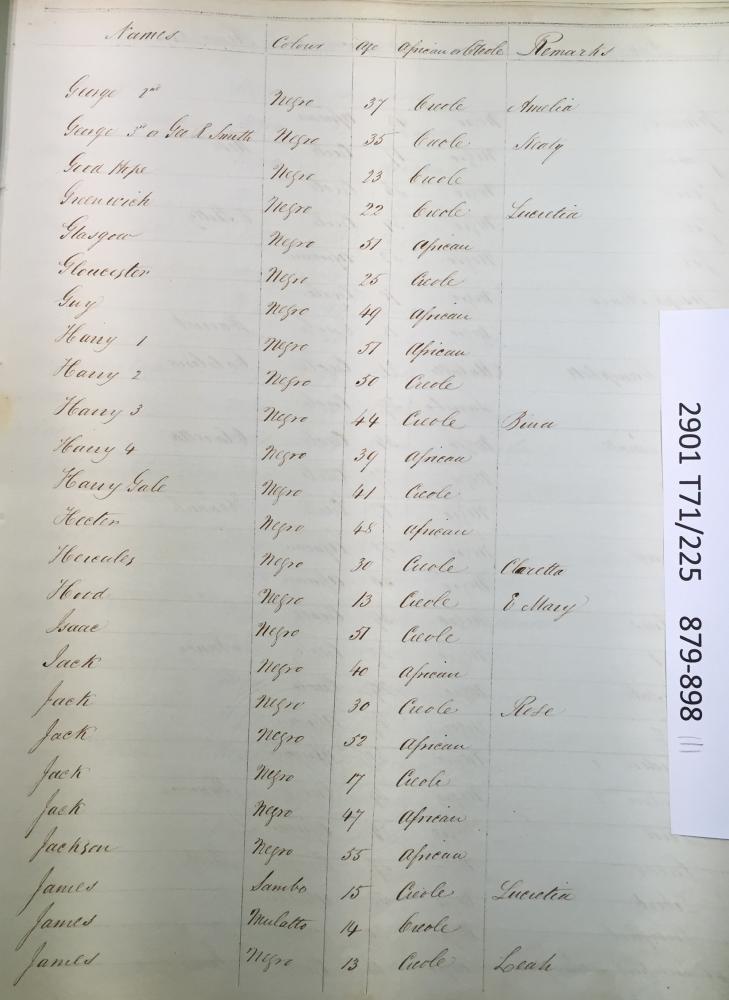 Names Colour Age African or Creole Remarks
George 2nd Negro 37 Creole Amelia
George 3rd or Geo R Smith Negro 35 Creole
Good Hope Negro 23 Creole
Greenwich Negro 22 Creole Lucretia
Glasgow Negro 51 African
Gloucester Negro 25 Creole
Guy Negro 49 African
Harry 1 Negro 51 African
Harry 2 Negro 50 Creole
Harry 3 Negro 44 Creole Bina
Harry 4 Negro 39 African
Harry Gale Negro 41 Creole
Hector Negro 48 African
Hercules Negro 30 Creole Claretta
Hood Negro 13 Creole E Mary
Isaac Negro 51 Creole
Jack Negro 40 African
Jack Negro 30 Creole Rose
Jack Negro 52 African
Jack Negro 17 Creole
Jack Negro 47 African
Jackson Negro 55 African
James Sambo 15 Creole Lucretia
James Mulatto 14 Creole
James Negro 13 Creole Leah
2901 T71/225 879-898